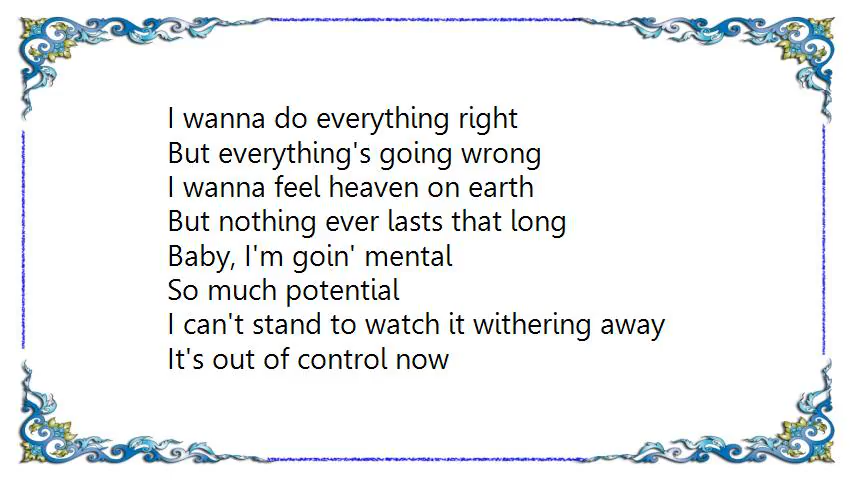 I wanna do everything right
But everything's going wrong
I wanna feel heaven on earth
But nothing ever lasts that long
Baby, I'm goin' mental
So much potential
I can't stand to watch it withering away
It's out of control now